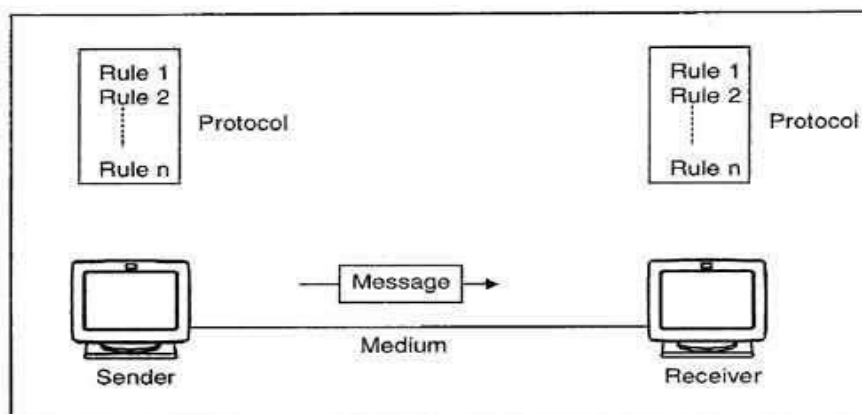 Rule 1
Rule 2
Rule n
Protocol
Rule 1
Rule 2
Rule n
Protocol
Message
Medium
Sender
Receiver